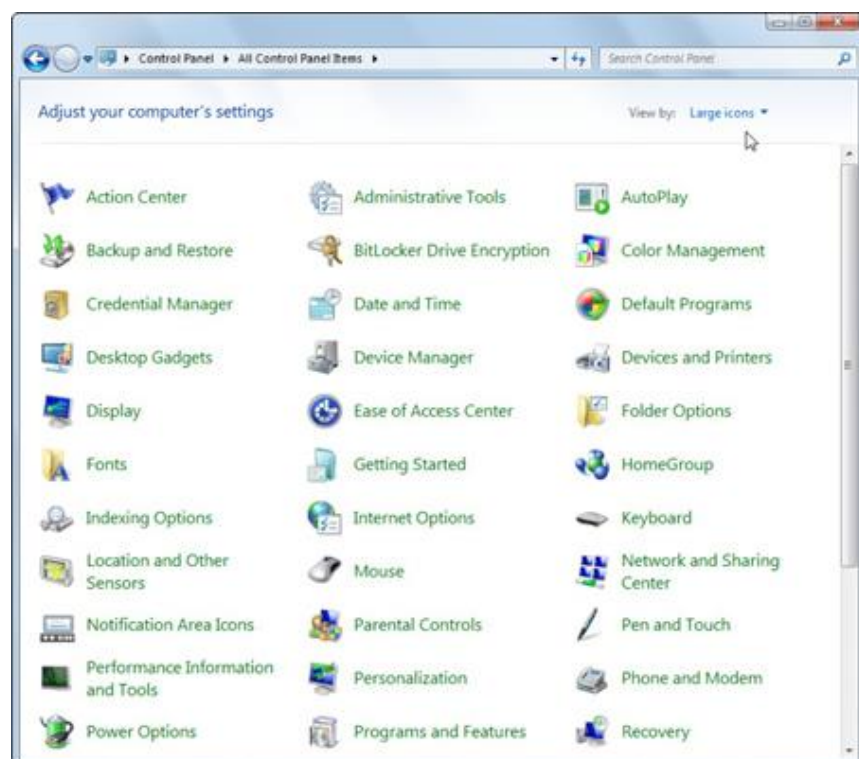 Control Panel ▸ All Control Panel Items ▸
Search Control Panel
Adjust your computer's settings
View by: Large icons
Action Center
Administrative Tools
AutoPlay
Backup and Restore
BitLocker Drive Encryption
Color Management
Credential Manager
Date and Time
Default Programs
Desktop Gadgets
Device Manager
Devices and Printers
Display
Ease of Access Center
Folder Options
Fonts
Getting Started
HomeGroup
Indexing Options
Internet Options
Keyboard
Location and Other
Sensors
Mouse
Network and Sharing
Center
Notification Area Icons
Parental Controls
Pen and Touch
Performance Information
and Tools
Personalization
Phone and Modem
Power Options
Programs and Features
Recovery